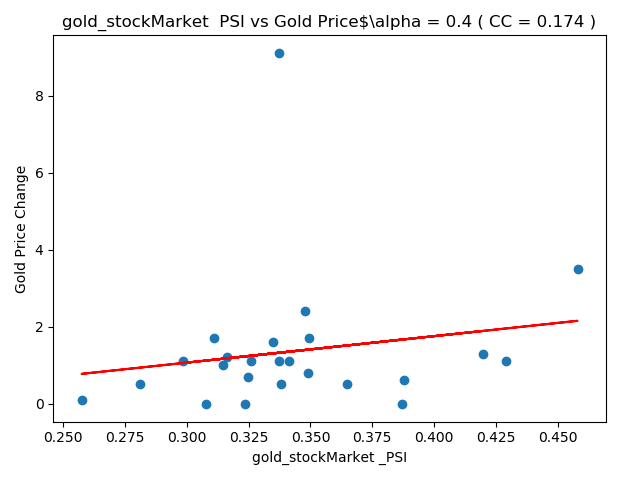 gold_stockMarket  PSI vs Gold Price$\alpha = 0.4 ( CC = 0.174 )
Gold Price Change
8
6
4
2
0
0.250 0.275 0.300 0.325 0.350 0.375 0.400 0.425 0.450
gold_stockMarket _PSI